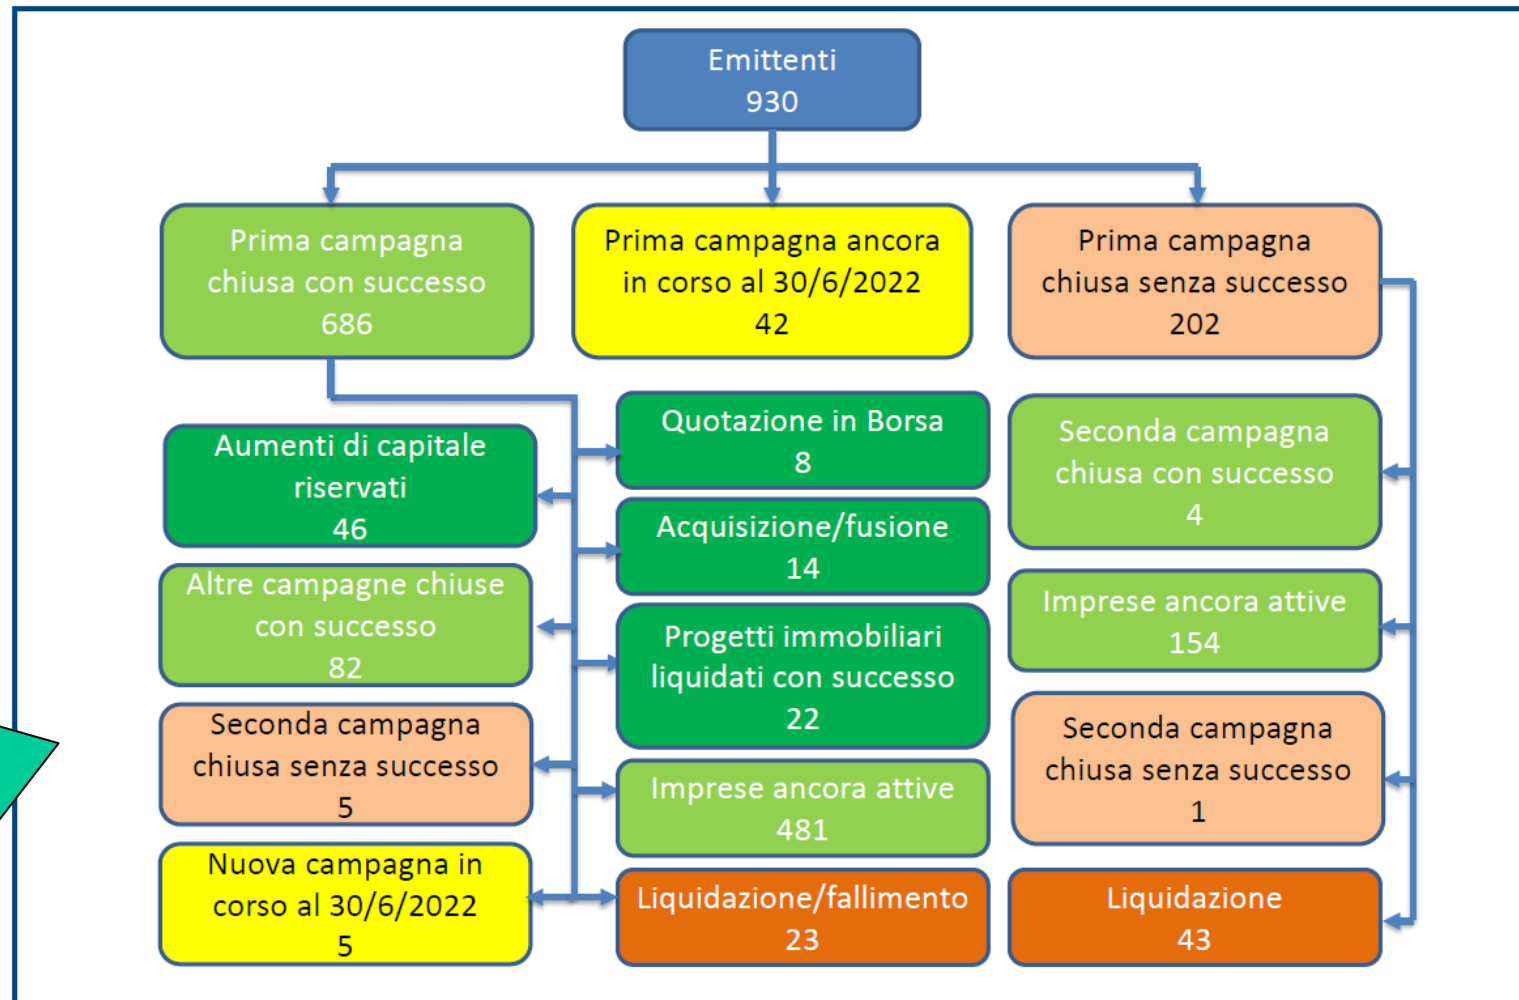 Emittenti
930
Prima campagna
chiusa con successo
686
Prima campagna ancora
in corso al 30/6/2022
42
Prima campagna
chiusa senza successo
202
Aumenti di capitale
riservati
46
Altre campagne chiuse
con successo
82
Seconda campagna
chiusa senza successo
5
Nuova campagna in
corso al 30/6/2022
5
Quotazione in Borsa
8
Acquisizione/fusione
14
Progetti immobiliari
liquidati con successo
22
Imprese ancora attive
481
Liquidazione/fallimento
23
Seconda campagna
chiusa con successo
4
Imprese ancora attive
154
Seconda campagna
chiusa senza successo
1
Liquidazione
43